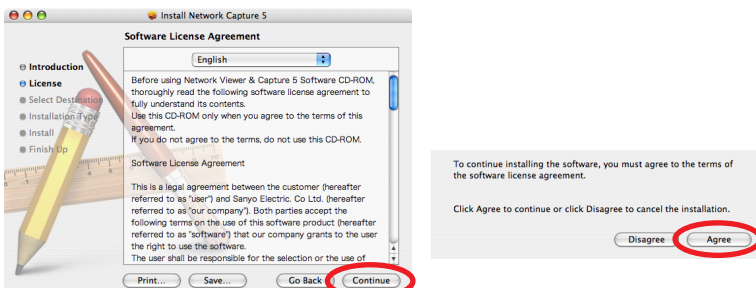 Install Network Capture 5
Software License Agreement
English
Introduction
License
Select Destination
Installation Type
Install
Finish Up
Before using Network Viewer & Capture 5 Software CD-ROM,
thoroughly read the following software license agreement to
fully understand its contents.
Use this CD-ROM only when you agree to the terms of this
agreement.
If you do not agree to the terms, do not use this CD-ROM.
Software License Agreement
This is a legal agreement between the customer (hereafter
referred to as "user") and Sanyo Electric. Co Ltd. (hereafter
referred to as "our company"). Both parties accept the
following terms on the use of this software product (hereafter
referred to as "software") that our company grants to the user
the right to use the software.
The user shall be responsible for the selection or the use of
Print...
Save...
Go Back
Continue
To continue installing the software, you must agree to the terms of
the software license agreement.
Click Agree to continue or click Disagree to cancel the installation.
Disagree
Agree